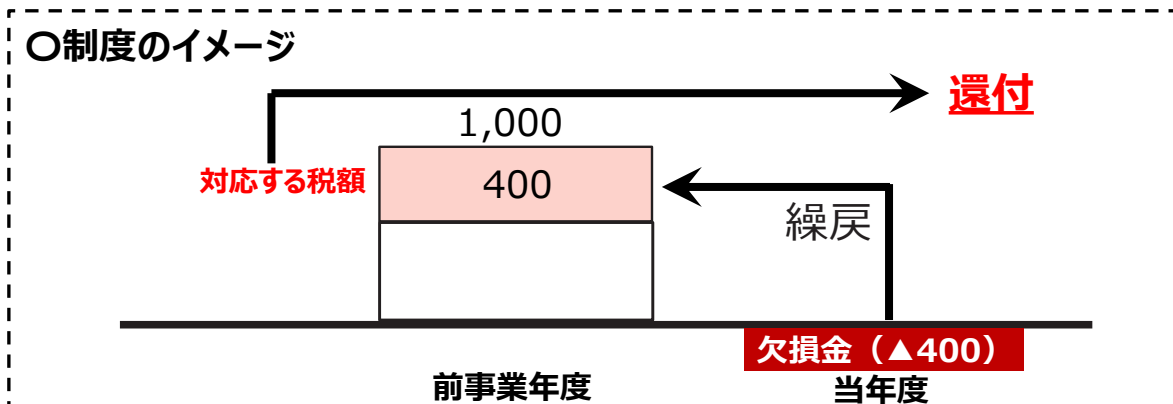 〇制度のイメージ
還付
1,000
対応する税額
400
繰戻
欠損金（▲400）
前事業年度
当年度